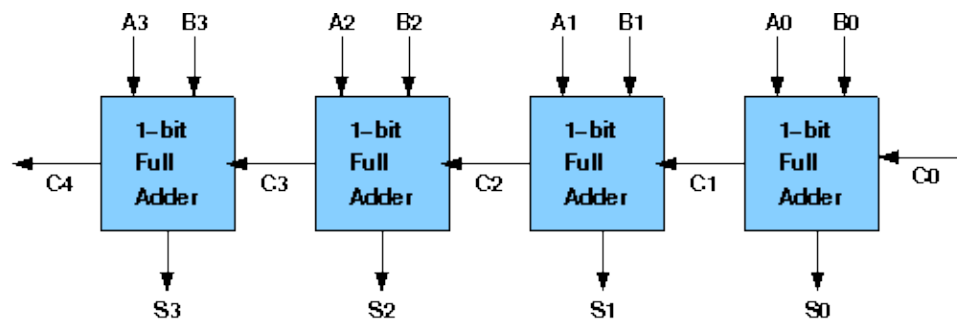 A3 B3 A2 B2 A1 B1 A0 B0
1-bit 1-bit 1-bit 1-bit
Full Full Full Full
C4 C3 C2 C1 C0
Adder Adder Adder Adder
S3 S2 S1 S0